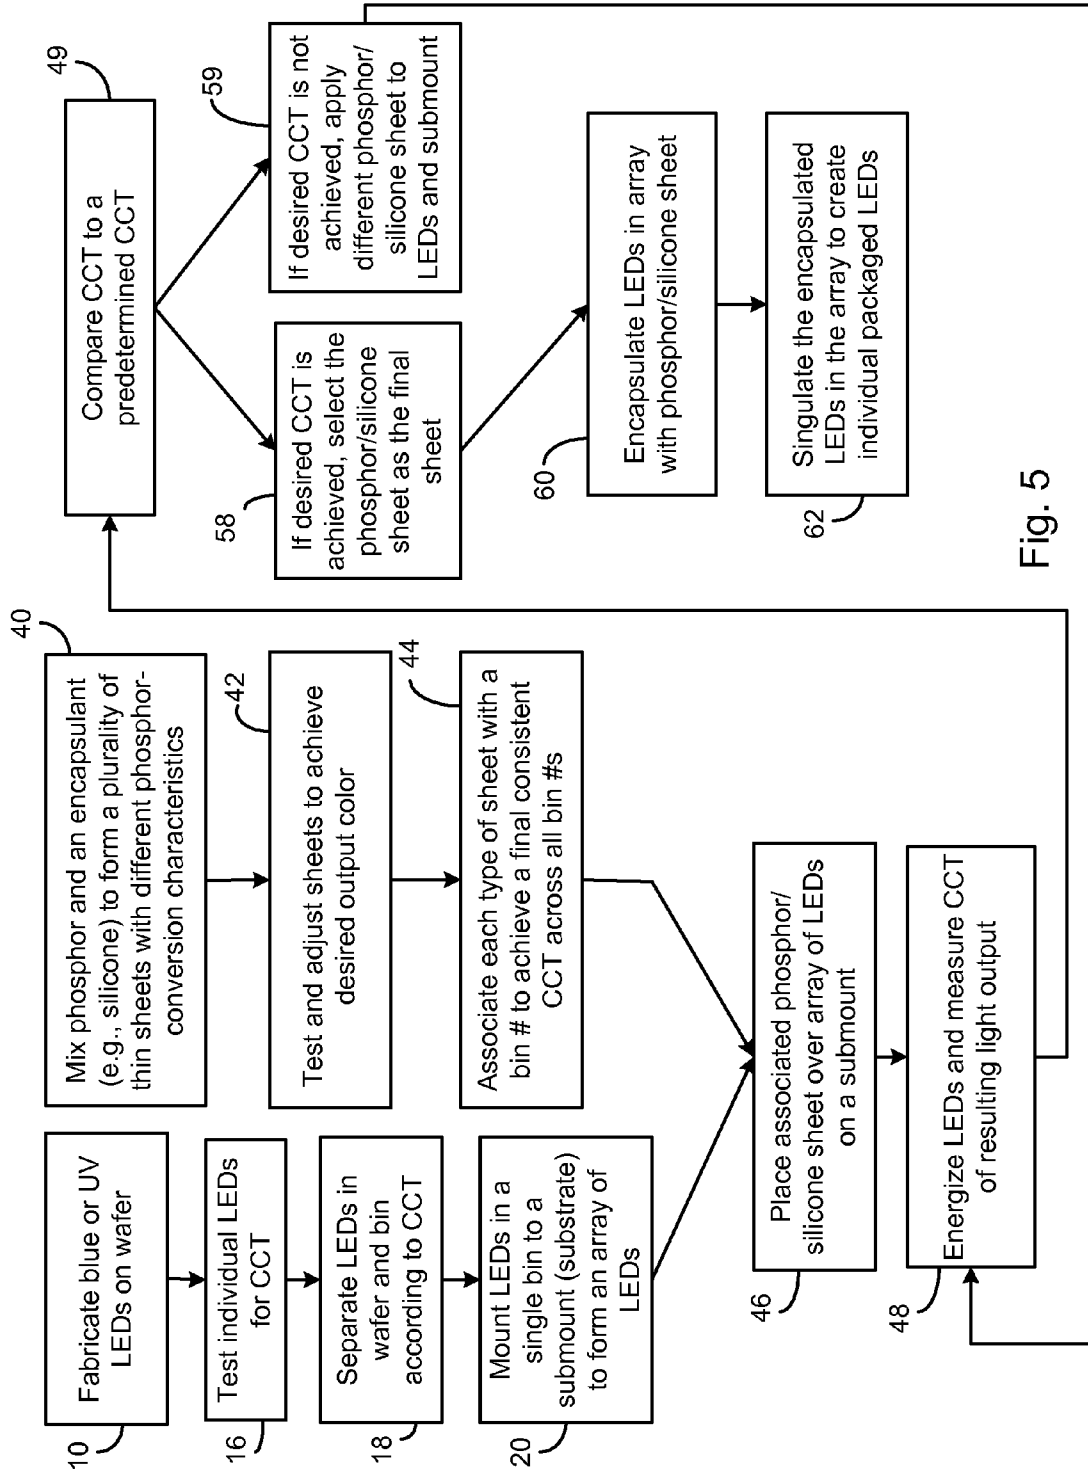 10
Fabricate blue or UV
LEDs on wafer
16
Test individual LEDs
for CCT
18
Separate LEDs in
wafer and bin
according to CCT
20
Mount LEDs in a
single bin to a
submount (substrate)
to form an array of
LEDs
40
Mix phosphor and an encapsulant
(e.g., silicone) to form a plurality of
thin sheets with different phosphor-
conversion characteristics
42
Test and adjust sheets to achieve
desired output color
44
Associate each type of sheet with a
bin # to achieve a final consistent
CCT across all bin #s
46
Place associated phosphor/
silicone sheet over array of LEDs
on a submount
48
Energize LEDs and measure CCT
of resulting light output
49
Compare CCT to a
predetermined CCT
58
If desired CCT is
achieved, select the
phosphor/silicone
sheet as the final
sheet
59
If desired CCT is not
achieved, apply
different phosphor/
silicone sheet to
LEDs and submount
60
Encapsulate LEDs in array
with phosphor/silicone sheet
62
Singulate the encapsulated
LEDs in the array to create
individual packaged LEDs
Fig. 5